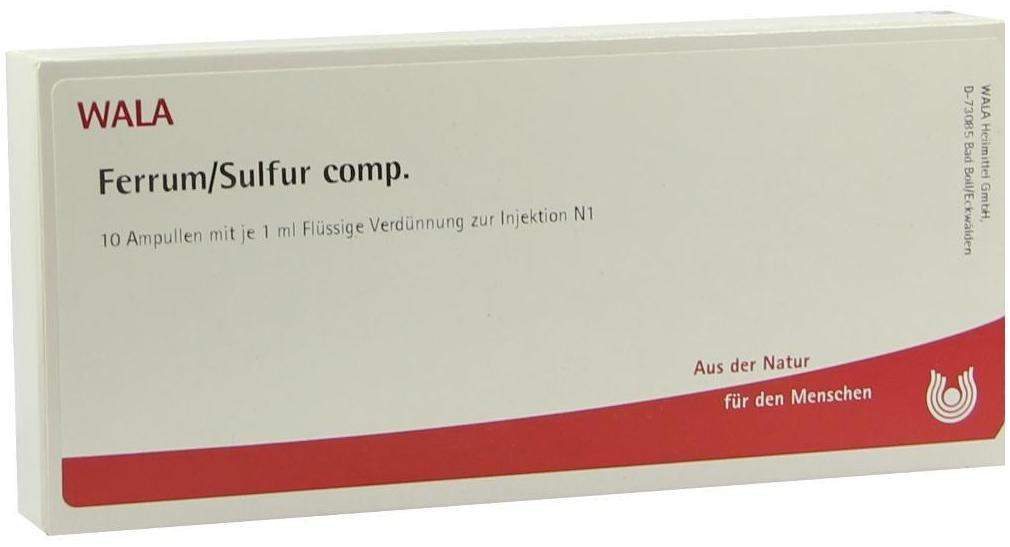 WALA
Ferrum/Sulfur comp.
10 Ampullen mit je 1 ml Flüssige Verdünnung zur Injektion N1
WALA Heilmittel GmbH,
D-73085 Bad Boll/Eckwälden
Aus der Natur
für den Menschen